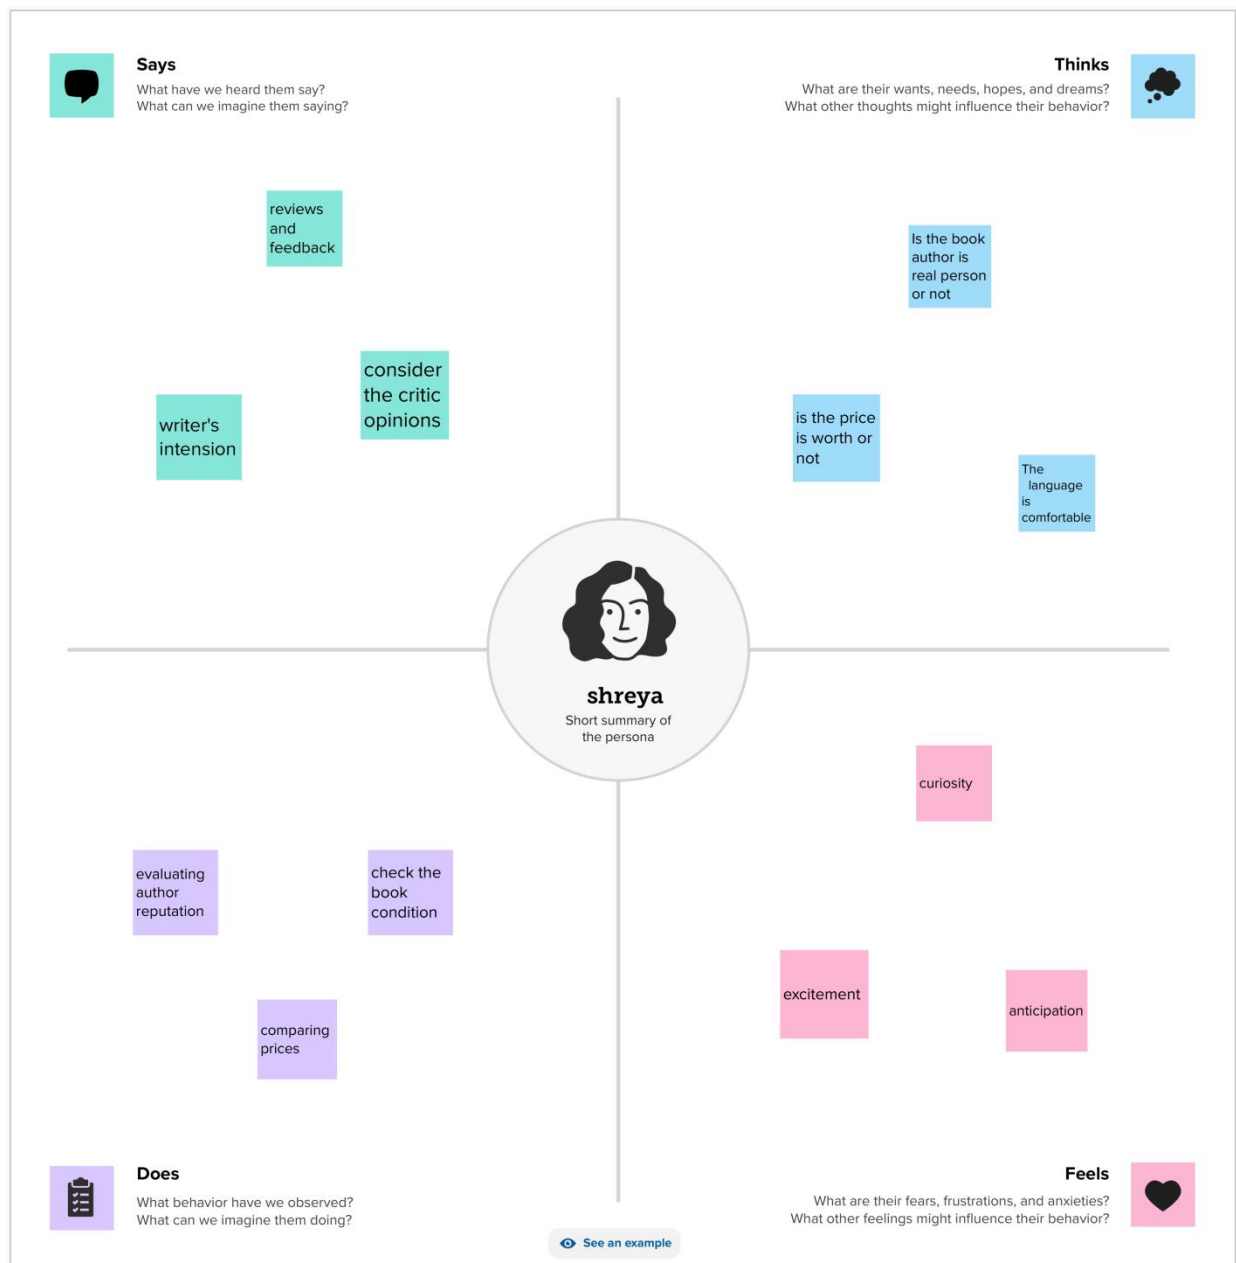 Says
What have we heard them say?
What can we imagine them saying?
reviews
and
feedback
consider
the critic
opinions
writer's
intension
Thinks
What are their wants, needs, hopes, and dreams?
What other thoughts might influence their behavior?
Is the book
author is
real person
or not
is the price
is worth or
not
The
language
is
comfortable
shreya
Short summary of
the persona
evaluating
author
reputation
check the
book
condition
comparing
prices
Does
What behavior have we observed?
What can we imagine them doing?
curiosity
excitement
anticipation
Feels
What are their fears, frustrations, and anxieties?
What other feelings might influence their behavior?
See an example